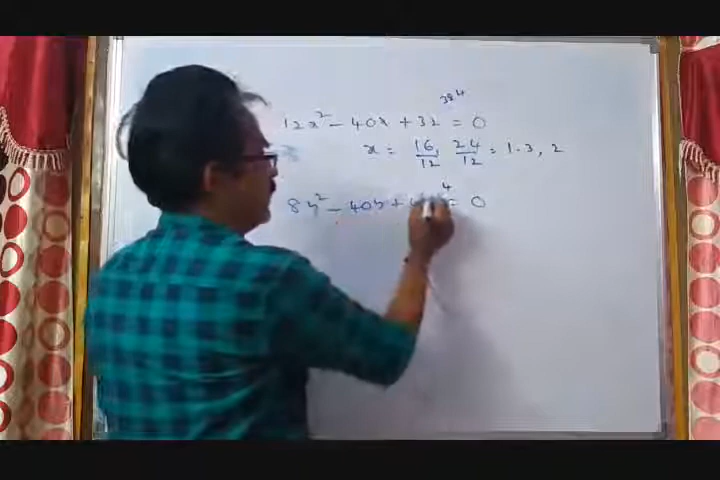 384
12x² - 40x + 32 = 0
x = 16/12, 24/12 = 1.3, 2
4
8y² - 40y + = 0